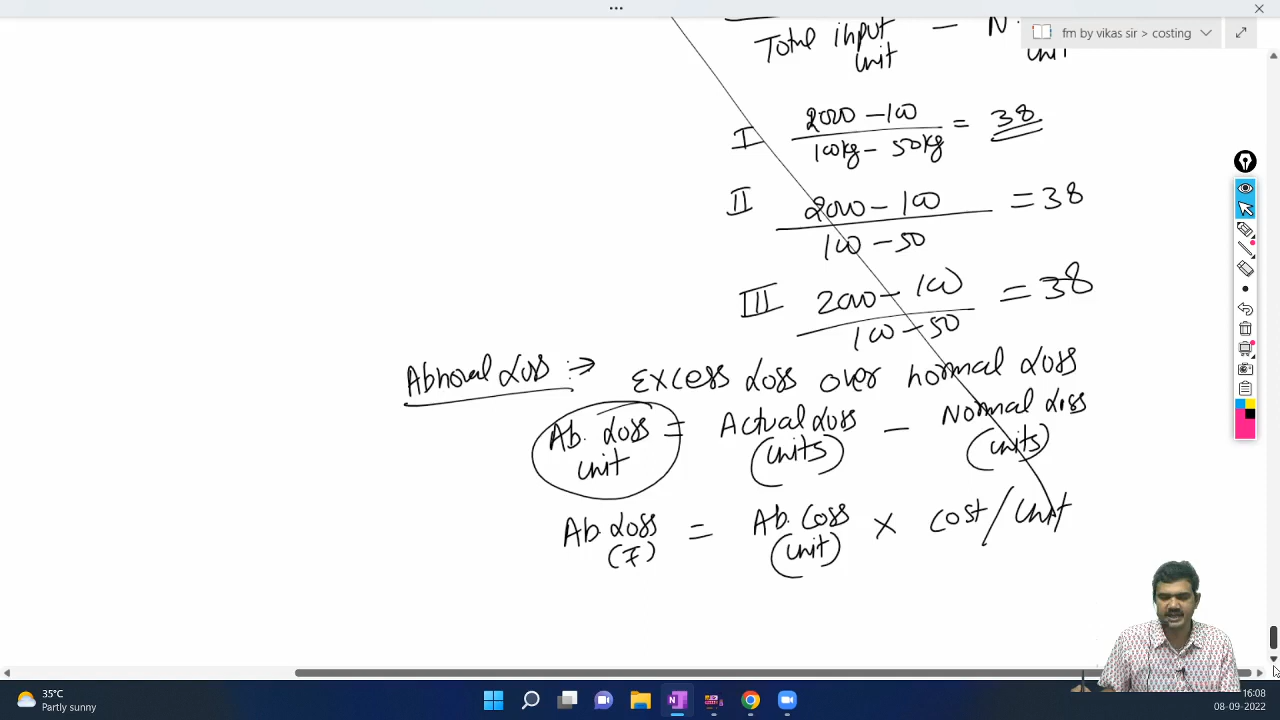 fm by vikas sir > costing
Total input unit - N.
unit
I 2000 - 100 / 100kg - 50kg = 38
II 2000 - 100 / 100 - 50 = 38
III 2000 - 100 / 100 - 50 = 38
Abnoral Loss :→ Excess Loss over normal Loss
Ab. Loss unit = Actual Loss (units) - Normal Loss (units)
Ab. Loss (₹) = Ab. Loss (unit) × Cost/unit
35°C
Partly sunny
16:08
08-09-2022